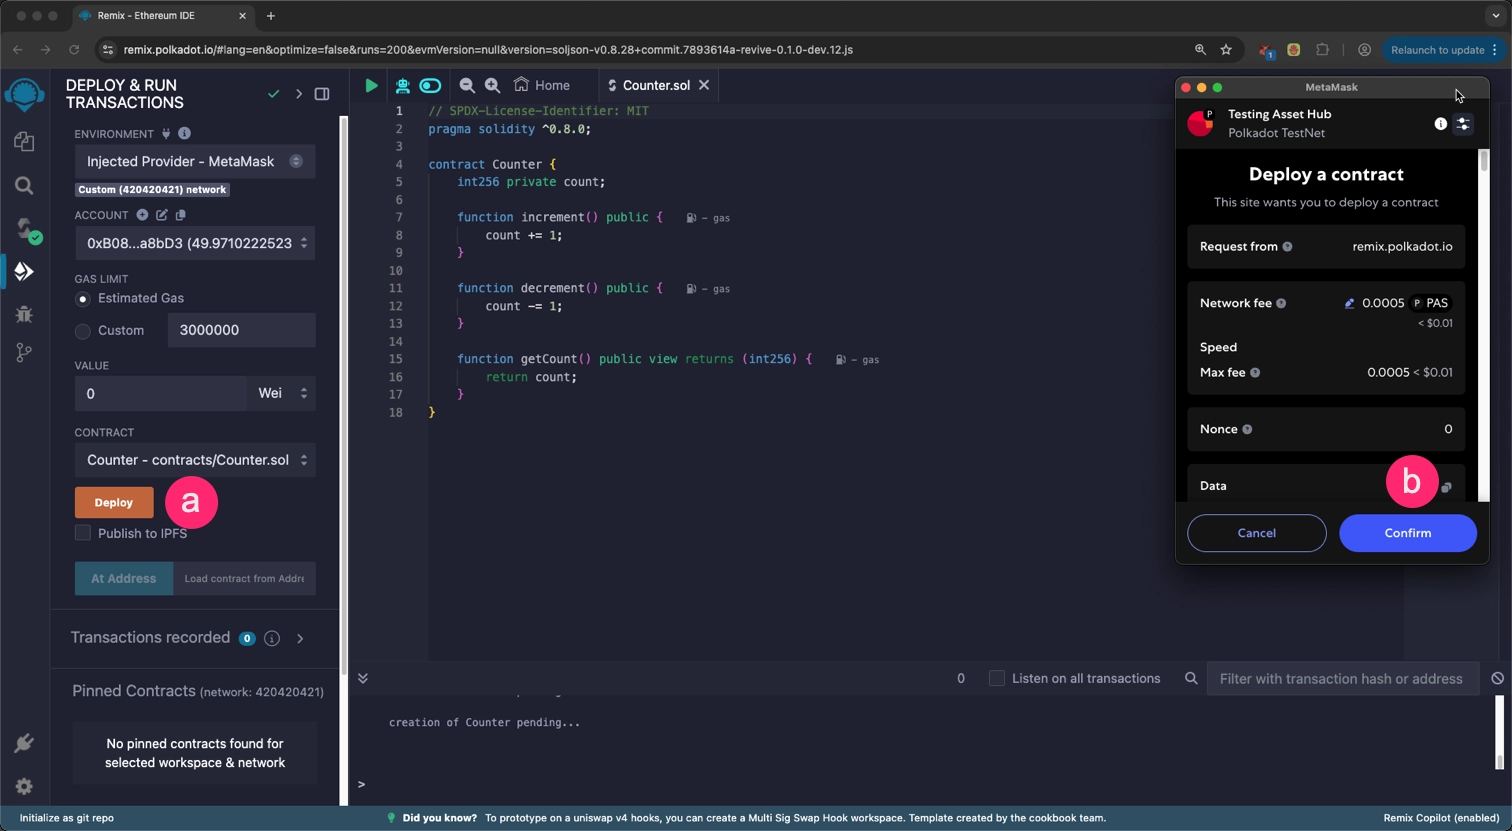 Remix - Ethereum IDE
remix.polkadot.io/#lang=en&optimize=false&runs=200&evmVersion=null&version=soljson-v0.8.28+commit.7893614a-revive-0.1.0-dev.12.js
1
Relaunch to update
DEPLOY & RUN
TRANSACTIONS
ENVIRONMENT
Injected Provider - MetaMask
Custom (420420421) network
ACCOUNT
0xB08...a8bD3 (49.9710222523
GAS LIMIT
Estimated Gas
Custom
3000000
VALUE
0
Wei
CONTRACT
Counter - contracts/Counter.sol
Deploy
a
Publish to IPFS
At Address
Load contract from Addre
Transactions recorded 0
Pinned Contracts (network: 420420421)
No pinned contracts found for
selected workspace & network
Home
Counter.sol
1 // SPDX-License-Identifier: MIT
2 pragma solidity ^0.8.0;
3
4 contract Counter {
5 int256 private count;
6
7 function increment() public { - gas
8 count += 1;
9 }
10
11 function decrement() public { - gas
12 count -= 1;
13 }
14
15 function getCount() public view returns (int256) { - gas
16 return count;
17 }
18 }
MetaMask
P
Testing Asset Hub
Polkadot TestNet
Deploy a contract
This site wants you to deploy a contract
Request from
remix.polkadot.io
Network fee
0.0005 P PAS
< $0.01
Speed
Max fee
0.0005 < $0.01
Nonce
0
Data
b
Cancel
Confirm
0
Listen on all transactions
Filter with transaction hash or address
creation of Counter pending...
>
Initialize as git repo
Did you know? To prototype on a uniswap v4 hooks, you can create a Multi Sig Swap Hook workspace. Template created by the cookbook team.
Remix Copilot (enabled)